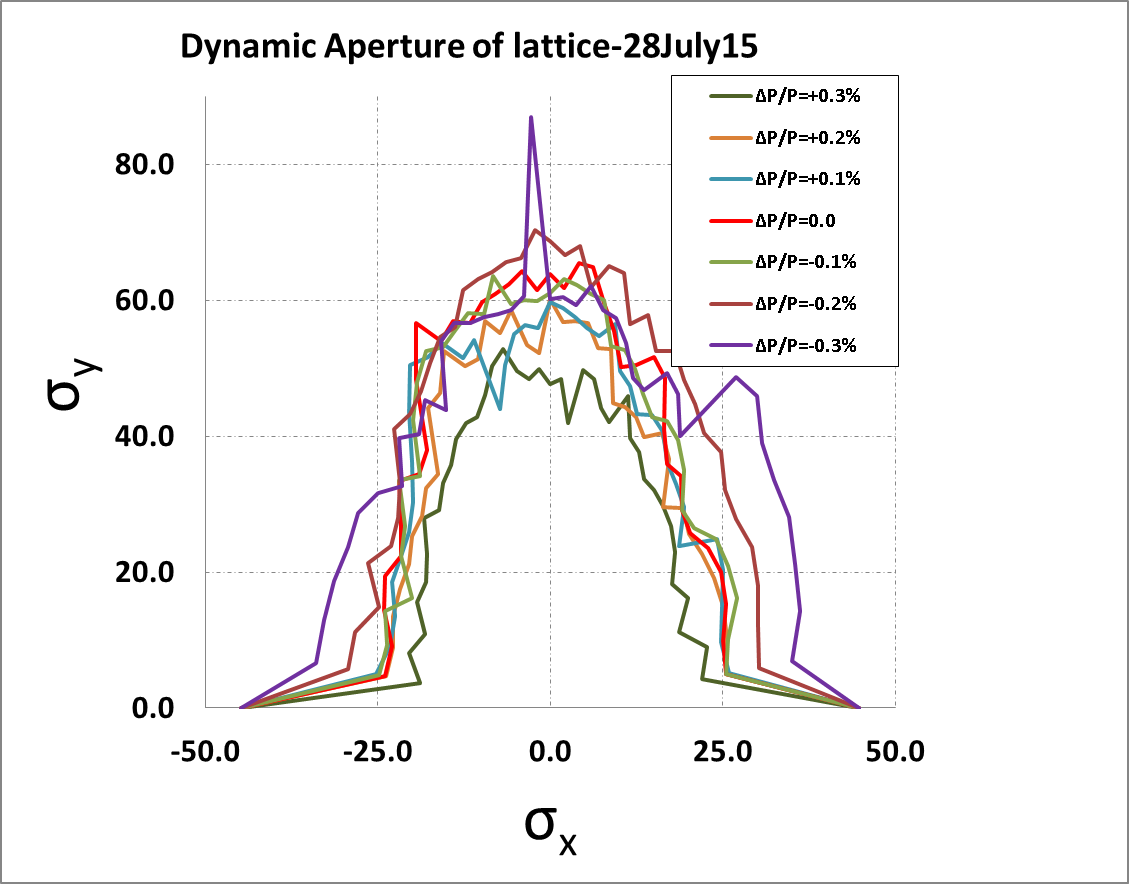 Dynamic Aperture of lattice-28July15
ΔP/P=+0.3%
ΔP/P=+0.2%
ΔP/P=+0.1%
ΔP/P=0.0
ΔP/P=-0.1%
ΔP/P=-0.2%
ΔP/P=-0.3%
80.0
60.0
40.0
20.0
0.0
σy
-50.0 -25.0 0.0 25.0 50.0
σx